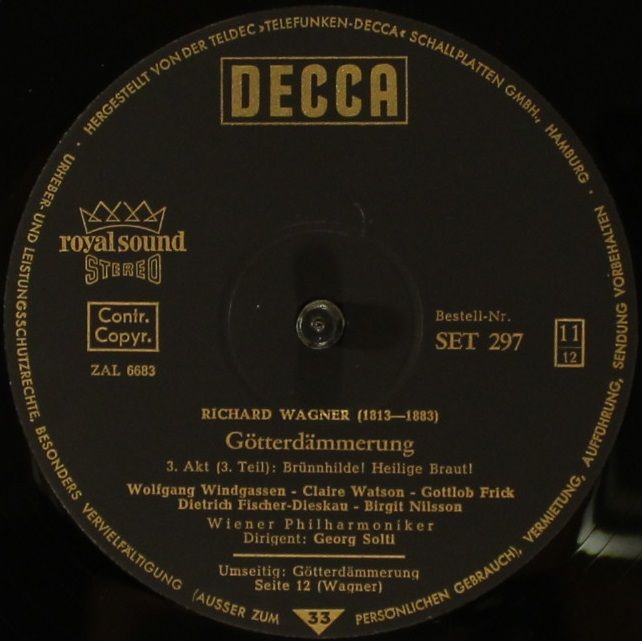 · HERGESTELLT VON DER TELDEC »TELEFUNKEN-DECCA« SCHALLPLATTEN GMBH., HAMBURG ·
URHEBER- UND LEISTUNGSSCHUTZRECHTE, BESONDERS VERVIELFÄLTIGUNG (AUSSER ZUM PERSÖNLICHEN GEBRAUCH), VERMIETUNG, AUFFÜHRUNG, SENDUNG VORBEHALTEN ·
DECCA
royal sound
STEREO
Contr.
Copyr.
ZAL 6683
Bestell-Nr.
SET 297
11
12
RICHARD WAGNER (1813—1883)
Götterdämmerung
3. Akt (3. Teil): Brünnhilde! Heilige Braut!
Wolfgang Windgassen - Claire Watson - Gottlob Frick
Dietrich Fischer-Dieskau - Birgit Nilsson
Wiener Philharmoniker
Dirigent: Georg Solti
Umseitig: Götterdämmerung
Seite 12 (Wagner)
33